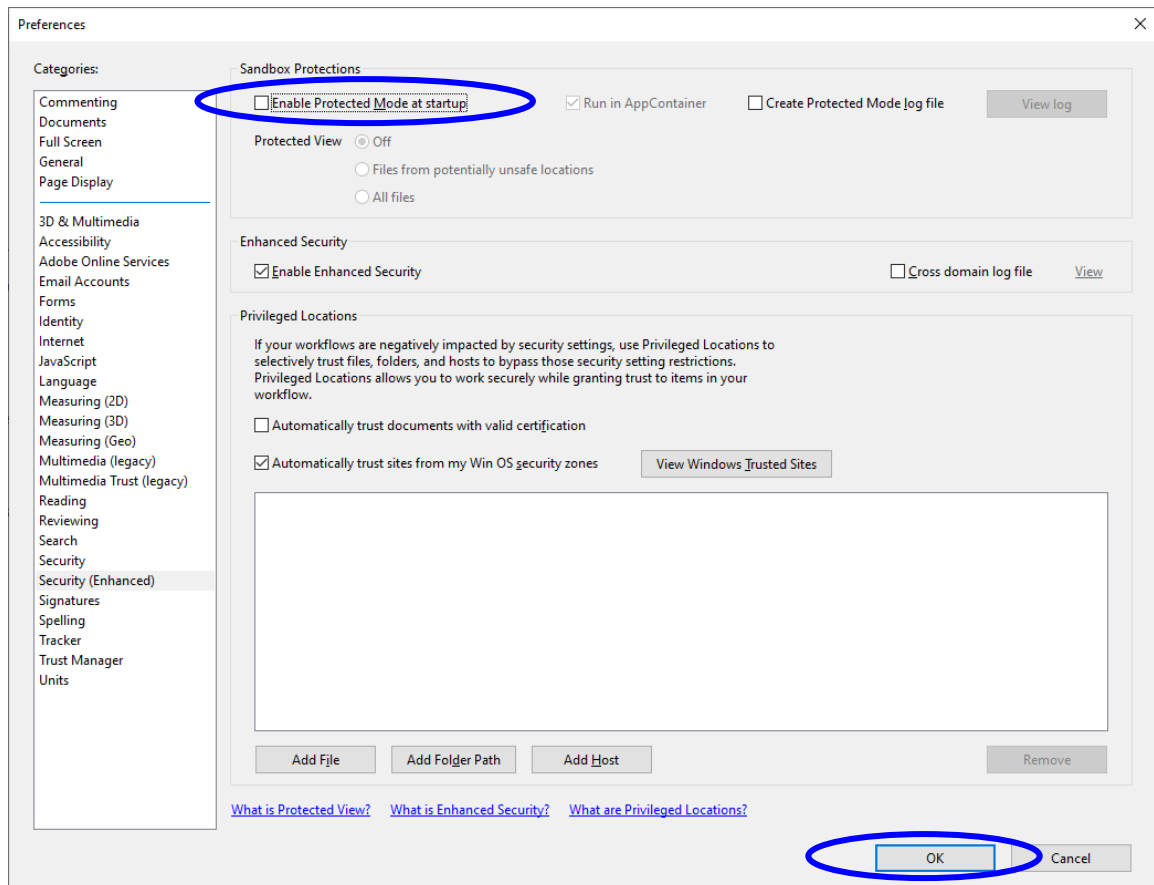 Preferences
Categories:
Commenting
Documents
Full Screen
General
Page Display
3D & Multimedia
Accessibility
Adobe Online Services
Email Accounts
Forms
Identity
Internet
JavaScript
Language
Measuring (2D)
Measuring (3D)
Measuring (Geo)
Multimedia (legacy)
Multimedia Trust (legacy)
Reading
Reviewing
Search
Security
Security (Enhanced)
Signatures
Spelling
Tracker
Trust Manager
Units
Sandbox Protections
Enable Protected Mode at startup Run in AppContainer Create Protected Mode log file View log
Protected View Off
Files from potentially unsafe locations
All files
Enhanced Security
Enable Enhanced Security Cross domain log file View
Privileged Locations
If your workflows are negatively impacted by security settings, use Privileged Locations to
selectively trust files, folders, and hosts to bypass those security setting restrictions.
Privileged Locations allows you to work securely while granting trust to items in your
workflow.
Automatically trust documents with valid certification
Automatically trust sites from my Win OS security zones View Windows Trusted Sites
Add File Add Folder Path Add Host Remove
What is Protected View? What is Enhanced Security? What are Privileged Locations?
OK Cancel